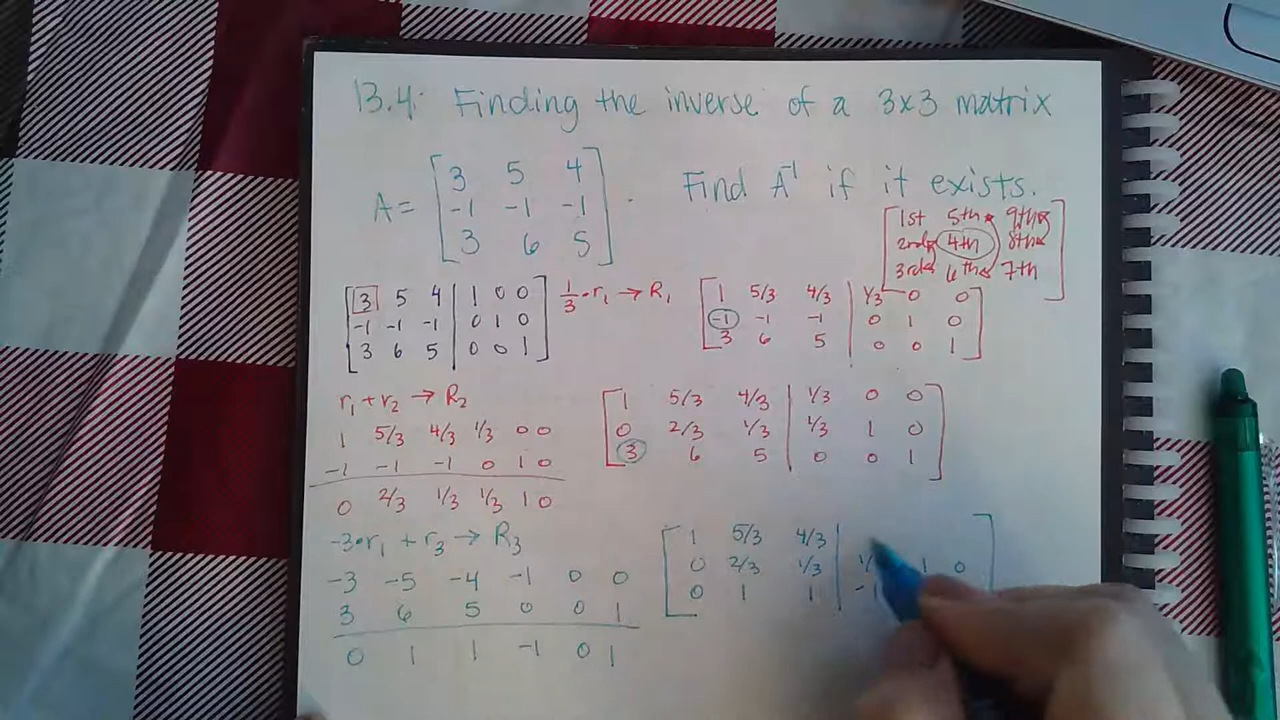 13.4: Finding the inverse of a 3x3 matrix
A = [3 5 4
-1 -1 -1
3 6 5]. Find A⁻¹ if it exists.
[1st 5th 9th
2nd 4th 8th
3rd 6th 7th]
[3 5 4 | 1 0 0
-1 -1 -1 | 0 1 0
3 6 5 | 0 0 1]
1/3 • r₁ → R₁
[1 5/3 4/3 | 1/3 0 0
-1 -1 -1 | 0 1 0
3 6 5 | 0 0 1]
r₁ + r₂ → R₂
1 5/3 4/3 1/3 0 0
-1 -1 -1 0 1 0
0 2/3 1/3 1/3 1 0
[1 5/3 4/3 | 1/3 0 0
0 2/3 1/3 | 1/3 1 0
3 6 5 | 0 0 1]
-3•r₁ + r₃ → R₃
-3 -5 -4 -1 0 0
3 6 5 0 0 1
0 1 1 -1 0 1
[1 5/3 4/3 |
0 2/3 1/3 | 1 0
0 1 1 | -1